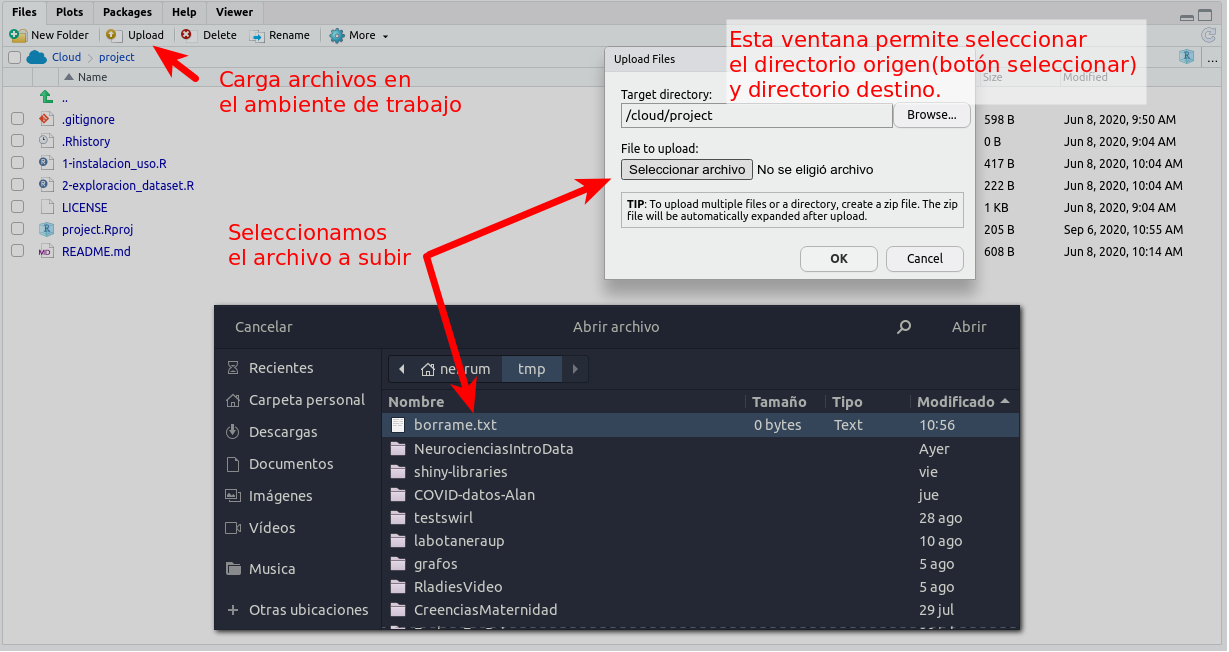 Files Plots Packages Help Viewer
New Folder Upload Delete Rename More
Cloud project ...
Name Size Modified
..
.gitignore 598 B Jun 8, 2020, 9:50 AM
.Rhistory 0 B Jun 8, 2020, 9:04 AM
1-instalacion_uso.R 417 B Jun 8, 2020, 10:04 AM
2-exploracion_dataset.R 222 B Jun 8, 2020, 10:04 AM
LICENSE 1 KB Jun 8, 2020, 9:04 AM
project.Rproj 205 B Sep 6, 2020, 10:55 AM
README.md 608 B Jun 8, 2020, 10:14 AM
Carga archivos en
el ambiente de trabajo
Esta ventana permite seleccionar
el directorio origen(botón seleccionar)
y directorio destino.
Upload Files
Target directory:
/cloud/project Browse...
File to upload:
Seleccionar archivo No se eligió archivo
TIP: To upload multiple files or a directory, create a zip file. The zip
file will be automatically expanded after upload.
OK Cancel
Seleccionamos
el archivo a subir
Cancelar Abrir archivo Abrir
Recientes
Carpeta personal
Descargas
Documentos
Imágenes
Vídeos
Musica
Otras ubicaciones
tmp
Nombre Tamaño Tipo Modificado
borrame.txt 0 bytes Text 10:56
NeurocienciasIntroData Ayer
shiny-libraries vie
COVID-datos-Alan jue
testswirl 28 ago
labotaneraup 10 ago
grafos 5 ago
RladiesVideo 5 ago
CreenciasMaternidad 29 jul